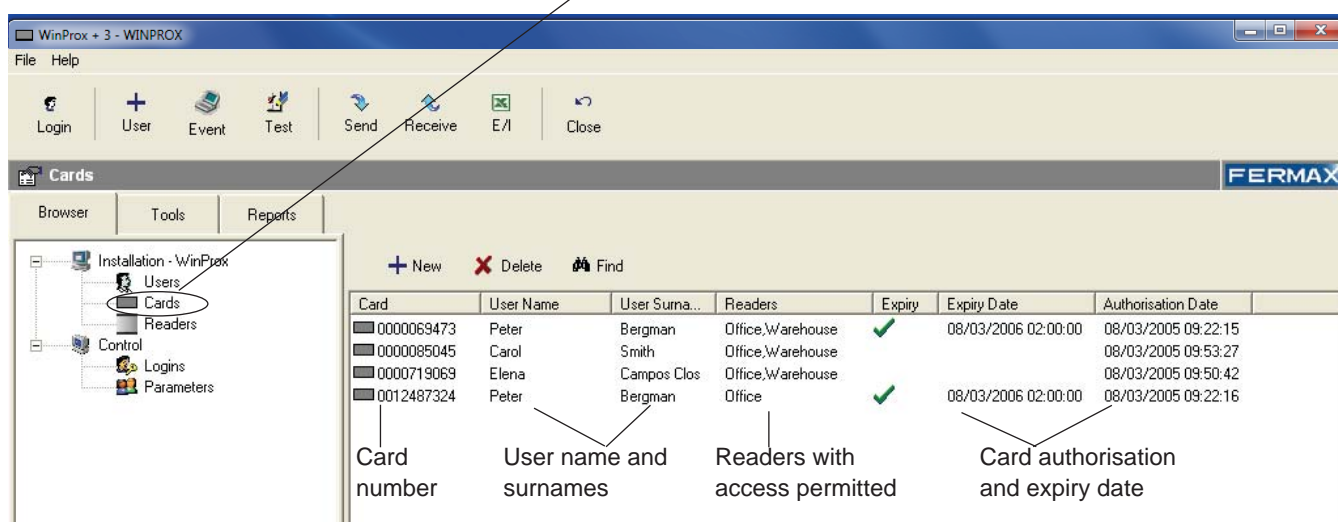 WinProx + 3 - WINPROX
File Help
Login User Event Test Send Receive E/I Close
Cards FERMAX
Browser Tools Reports
Installation - WinProx
Users
Cards
Readers
Control
Logins
Parameters
New Delete Find
Card User Name User Surna... Readers Expiry Expiry Date Authorisation Date
0000069473 Peter Bergman Office,Warehouse 08/03/2006 02:00:00 08/03/2005 09:22:15
0000085045 Carol Smith Office,Warehouse 08/03/2005 09:53:27
0000719069 Elena Campos Clos Office,Warehouse 08/03/2005 09:50:42
0012487324 Peter Bergman Office 08/03/2006 02:00:00 08/03/2005 09:22:16
Card number
User name and surnames
Readers with access permitted
Card authorisation and expiry date